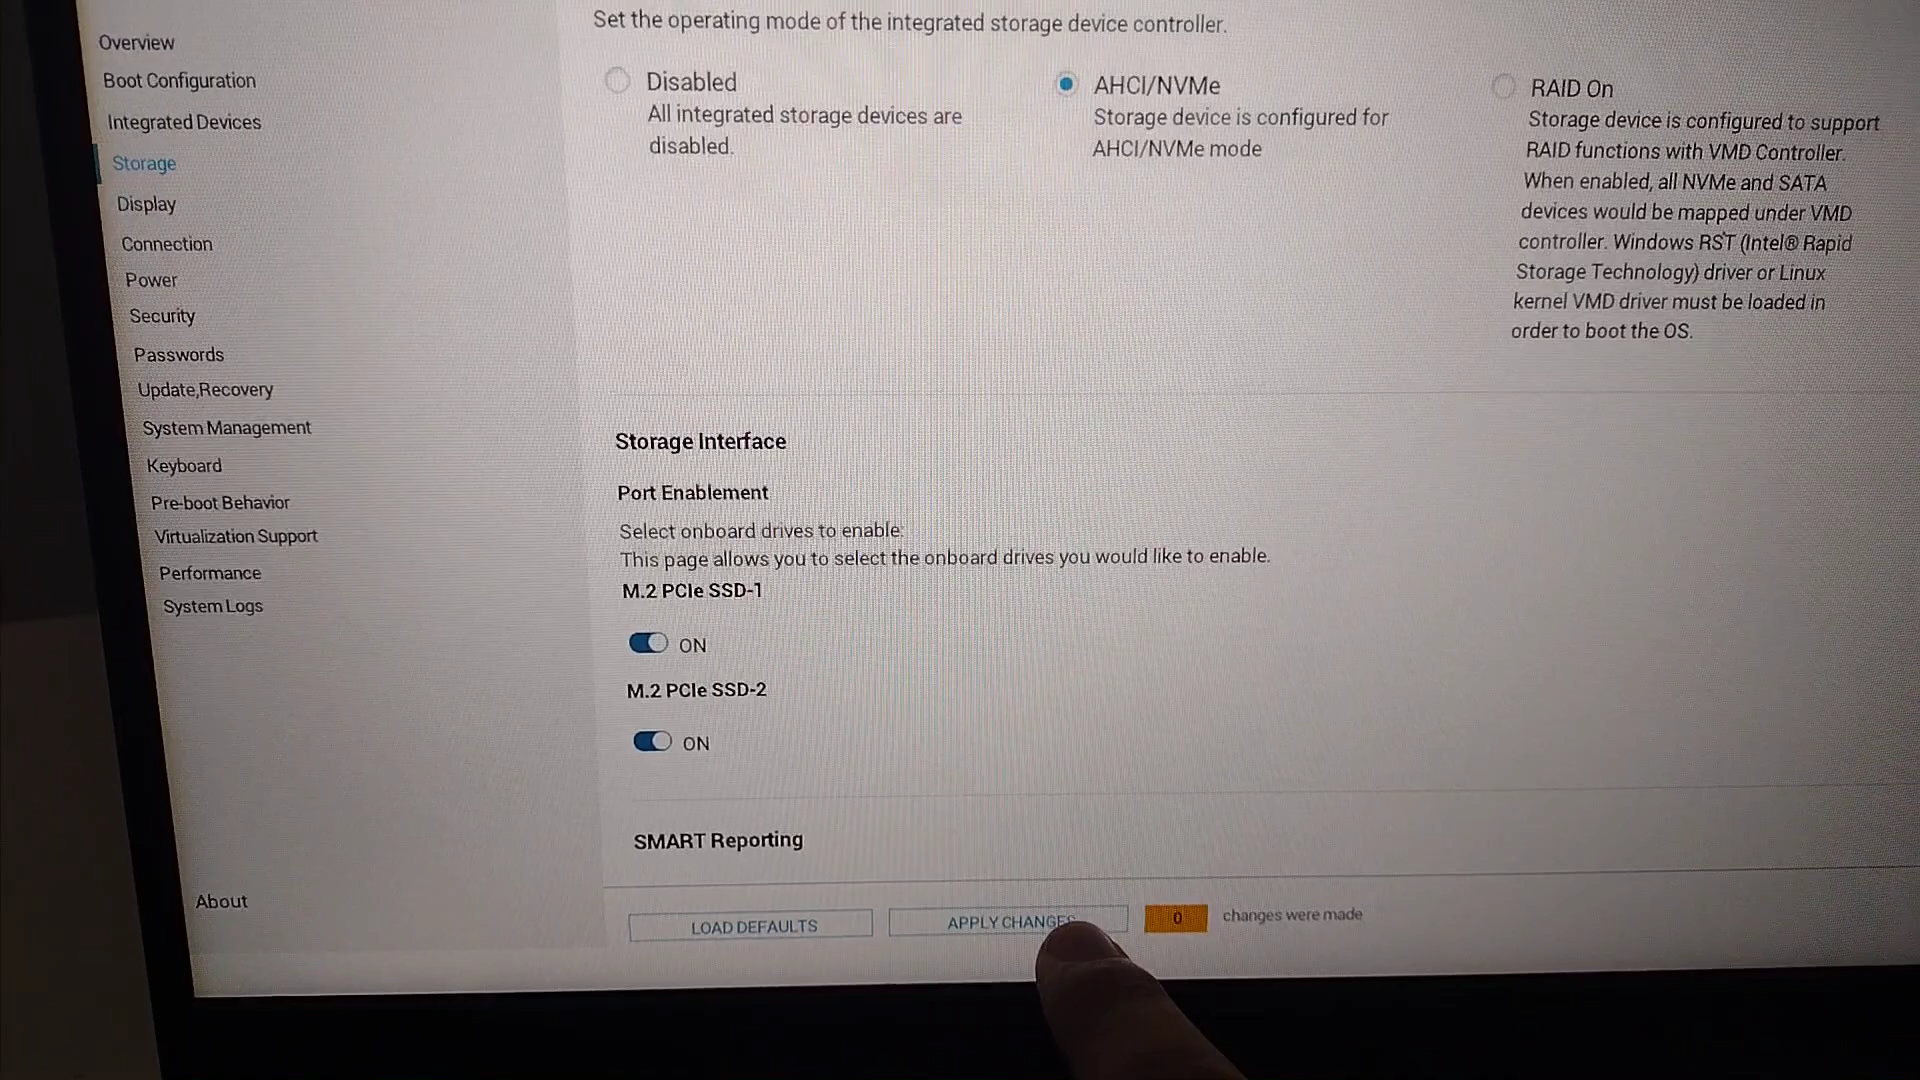 Overview
Boot Configuration
Integrated Devices
Storage
Display
Connection
Power
Security
Passwords
Update,Recovery
System Management
Keyboard
Pre-boot Behavior
Virtualization Support
Performance
System Logs
About
Set the operating mode of the integrated storage device controller.
Disabled
All integrated storage devices are
disabled.
AHCI/NVMe
Storage device is configured for
AHCI/NVMe mode
RAID On
Storage device is configured to support
RAID functions with VMD Controller.
When enabled, all NVMe and SATA
devices would be mapped under VMD
controller. Windows RST (Intel® Rapid
Storage Technology) driver or Linux
kernel VMD driver must be loaded in
order to boot the OS.
Storage Interface
Port Enablement
Select onboard drives to enable:
This page allows you to select the onboard drives you would like to enable.
M.2 PCIe SSD-1
ON
M.2 PCIe SSD-2
ON
SMART Reporting
LOAD DEFAULTS
APPLY CHANGES
0
changes were made